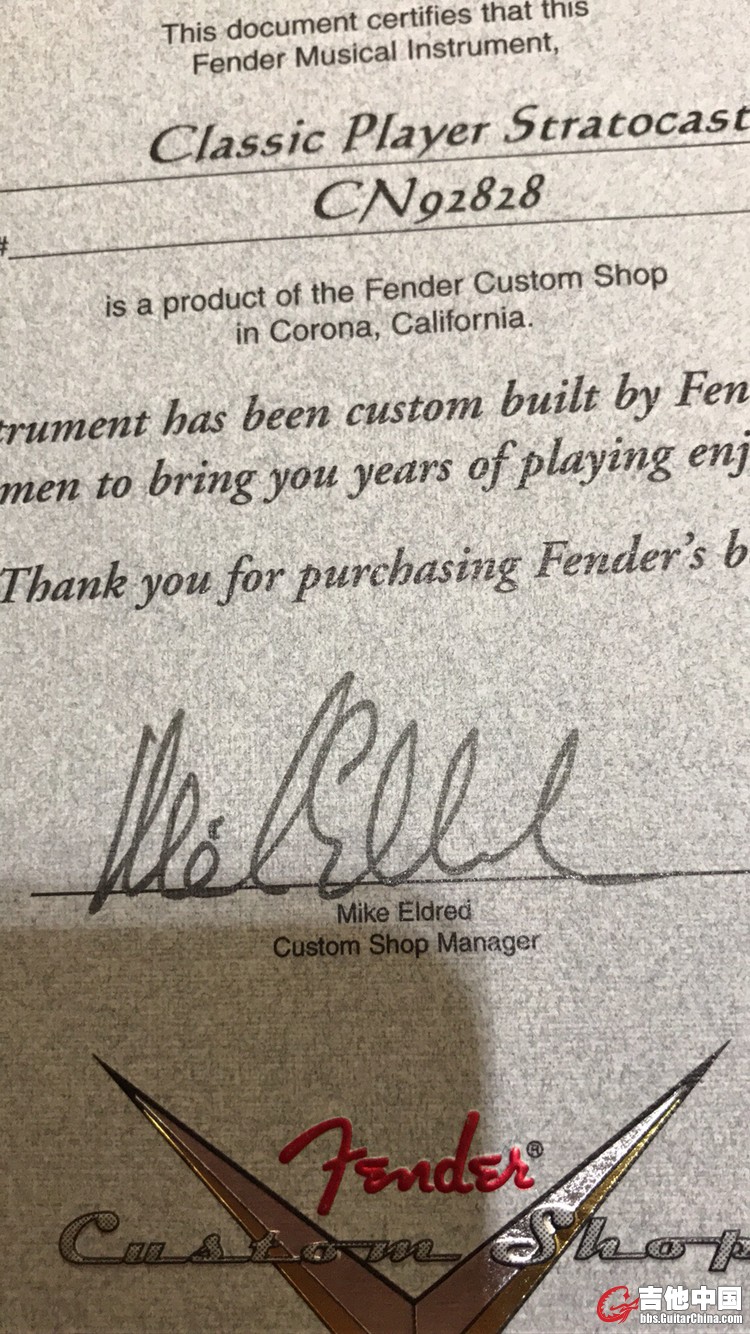 This document certifies that this
Fender Musical Instrument,
Classic Player Stratocast
CN92828
#
is a product of the Fender Custom Shop
in Corona, California.
trument has been custom built by Fen
men to bring you years of playing enj
Thank you for purchasing Fender's b
Mike Eldred
Custom Shop Manager
Fender®
Custom Shop
吉他中国
bbs.GuitarChina.com